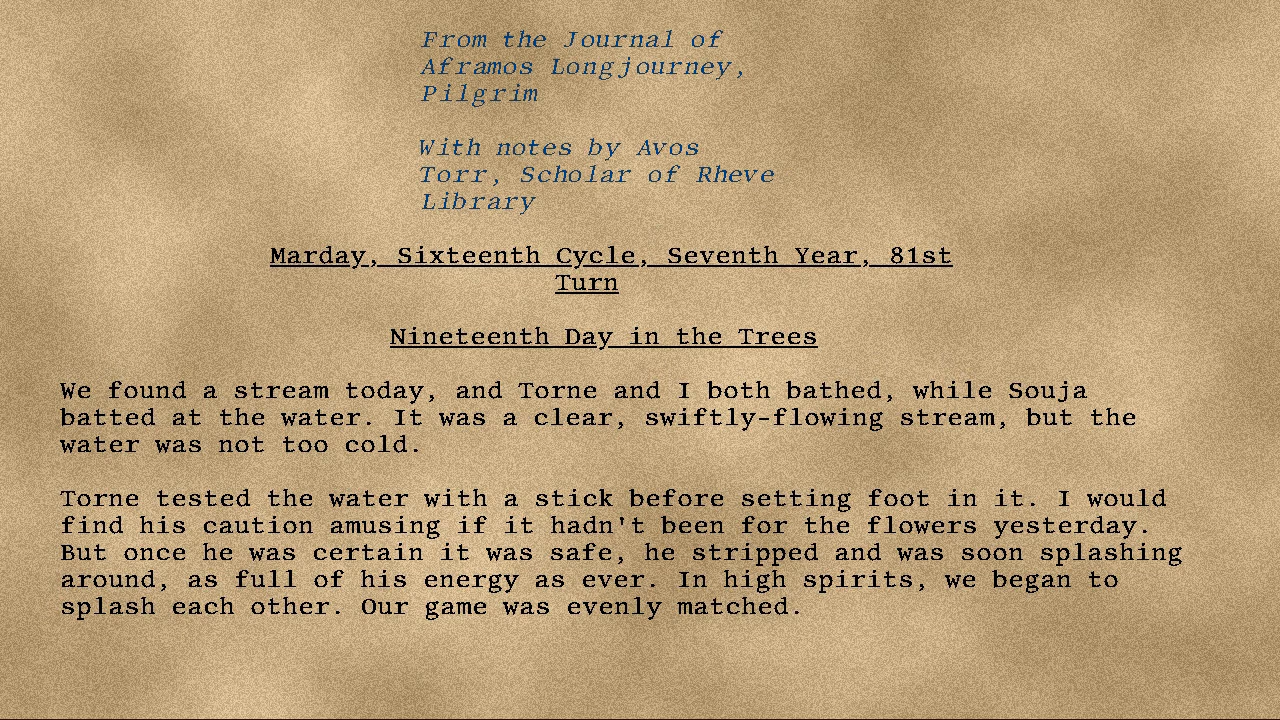 From the Journal of
Aframos Longjourney,
Pilgrim
With notes by Avos
Torr, Scholar of Rheve
Library
Marday, Sixteenth Cycle, Seventh Year, 81st
Turn
Nineteenth Day in the Trees
We found a stream today, and Torne and I both bathed, while Souja
batted at the water. It was a clear, swiftly-flowing stream, but the
water was not too cold.
Torne tested the water with a stick before setting foot in it. I would
find his caution amusing if it hadn't been for the flowers yesterday.
But once he was certain it was safe, he stripped and was soon splashing
around, as full of his energy as ever. In high spirits, we began to
splash each other. Our game was evenly matched.